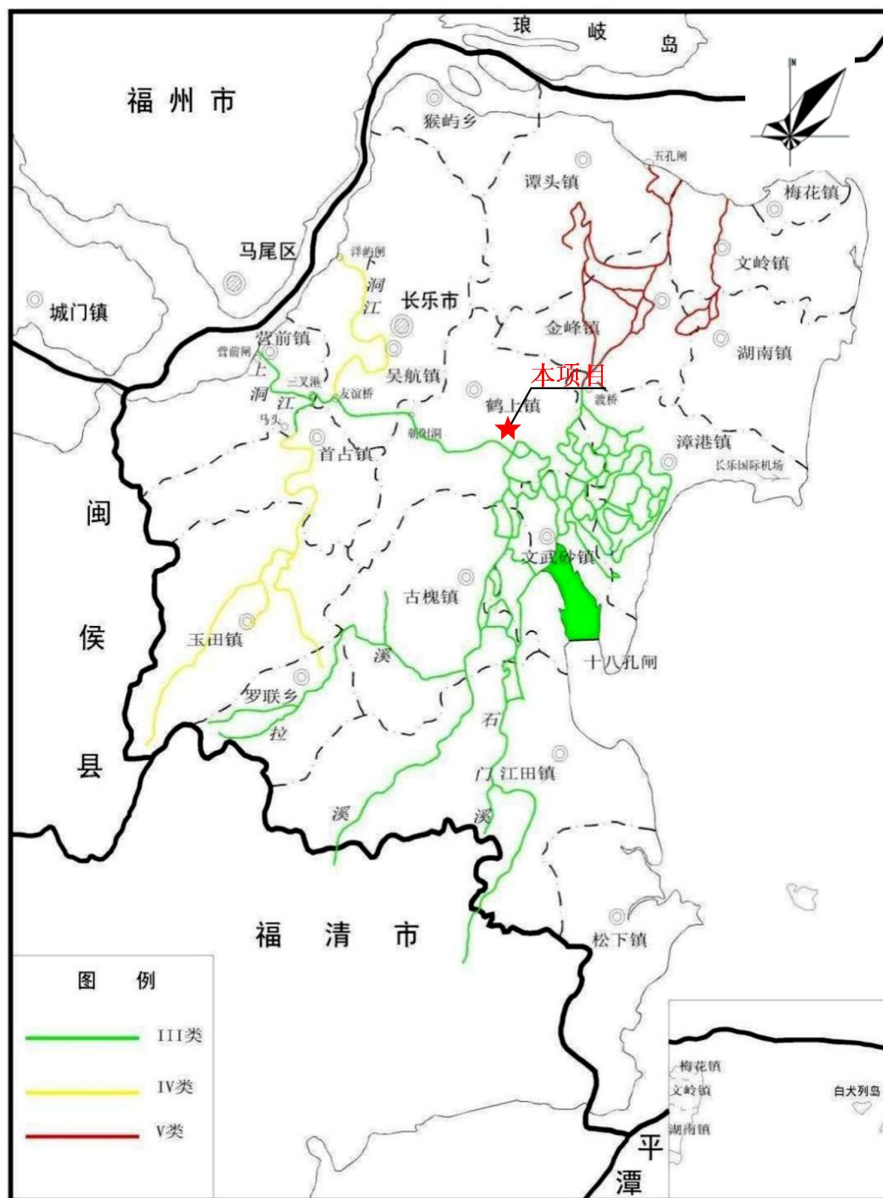 琅岐岛
福州市
N
猴屿乡
五孔闸
谭头镇
梅花镇
马尾区
洋屿闸
下洞江
文岭镇
城门镇
长乐市
金峰镇
营前镇
营前闸
湖南镇
吴航镇
上洞江
三叉港
友谊桥
本项目
渡桥
鹤上镇
马头
首占镇
朝阳洞
漳港镇
长乐国际机场
闽侯县
文武砂镇
古槐镇
玉田镇
十八孔闸
溪
罗联乡
拉
石门溪
江田镇
溪
福清市
松下镇
图例
III类
IV类
V类
梅花镇
文岭镇
白犬列岛
湖南镇
平潭